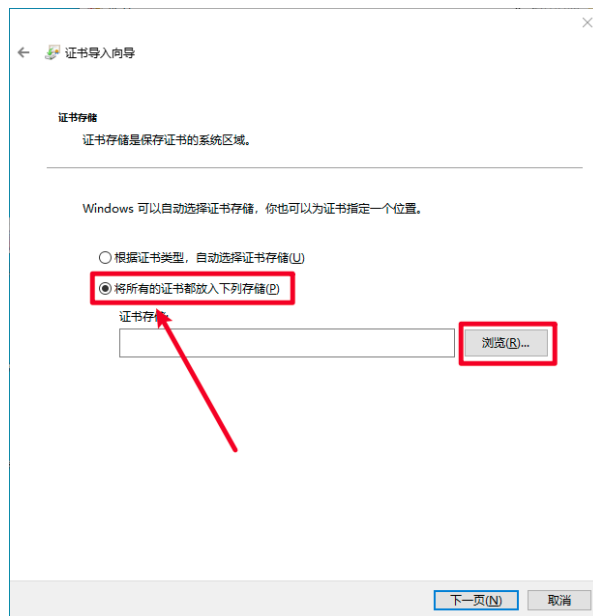 证书导入向导
证书存储
证书存储是保存证书的系统区域。
Windows 可以自动选择证书存储，你也可以为证书指定一个位置。
根据证书类型，自动选择证书存储(U)
将所有的证书都放入下列存储(P)
证书存储:
浏览(R)...
下一页(N)
取消